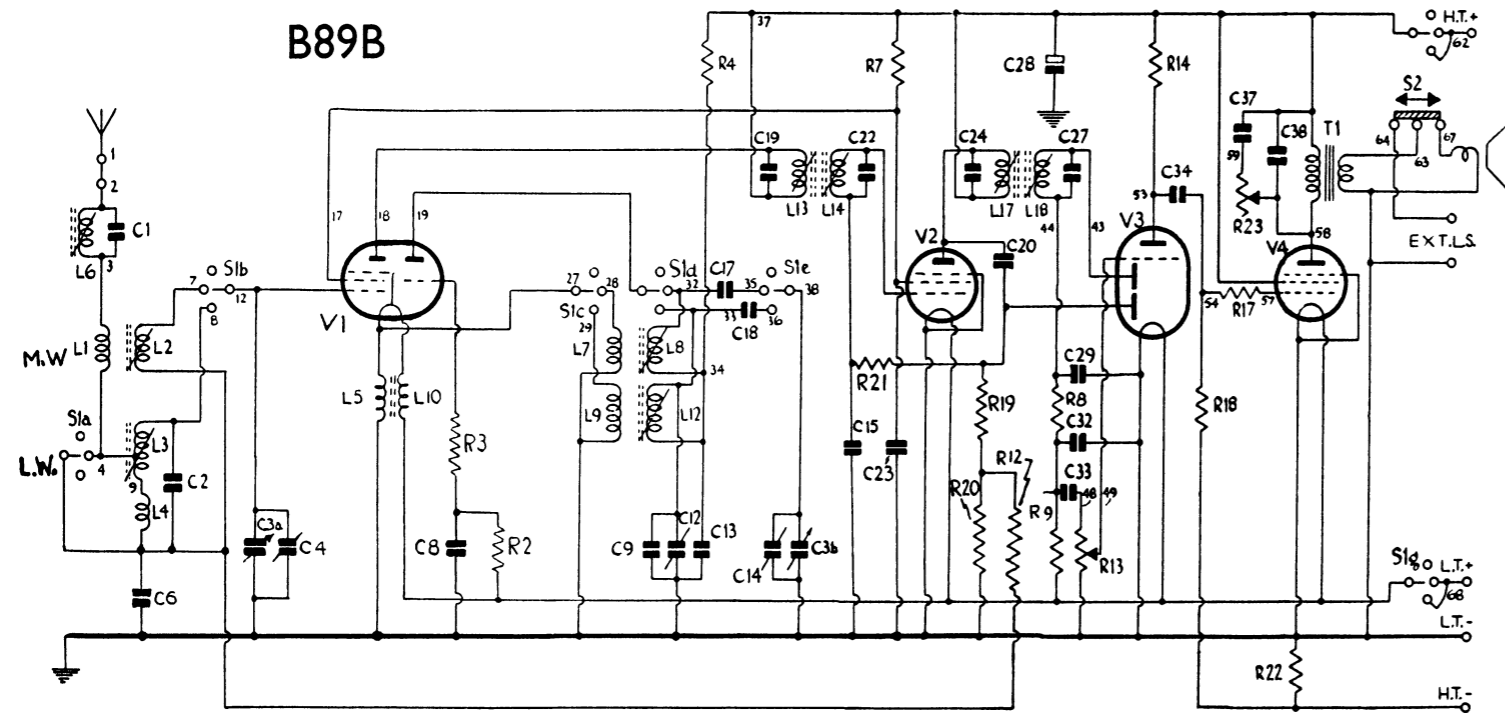 B89B
37
H.T.+
62
R4
R7
C28
R14
S2
C37
C38
T1
64
63
67
59
1
2
C1
L6
3
C19
C22
C24
C27
L13
L14
L17
L18
44
43
V3
53
C34
R23
58
V4
EXT.L.S.
17
18
19
V2
C20
7
S1b
12
8
V1
27
28
S1c
29
S1d
32
C17
35
S1e
38
33
C18
36
54
R17
57
M.W
L1
L2
L7
L8
34
L5
L10
L9
L12
R21
C29
R8
R18
S1a
L.W.
4
L3
9
L4
C2
R3
C15
C23
R19
C32
R12
R20
C33
48
49
R9
R13
C3a
C4
C8
R2
C9
C12
C13
C14
C3b
C6
S1g
L.T.+
68
L.T.-
R22
H.T.-